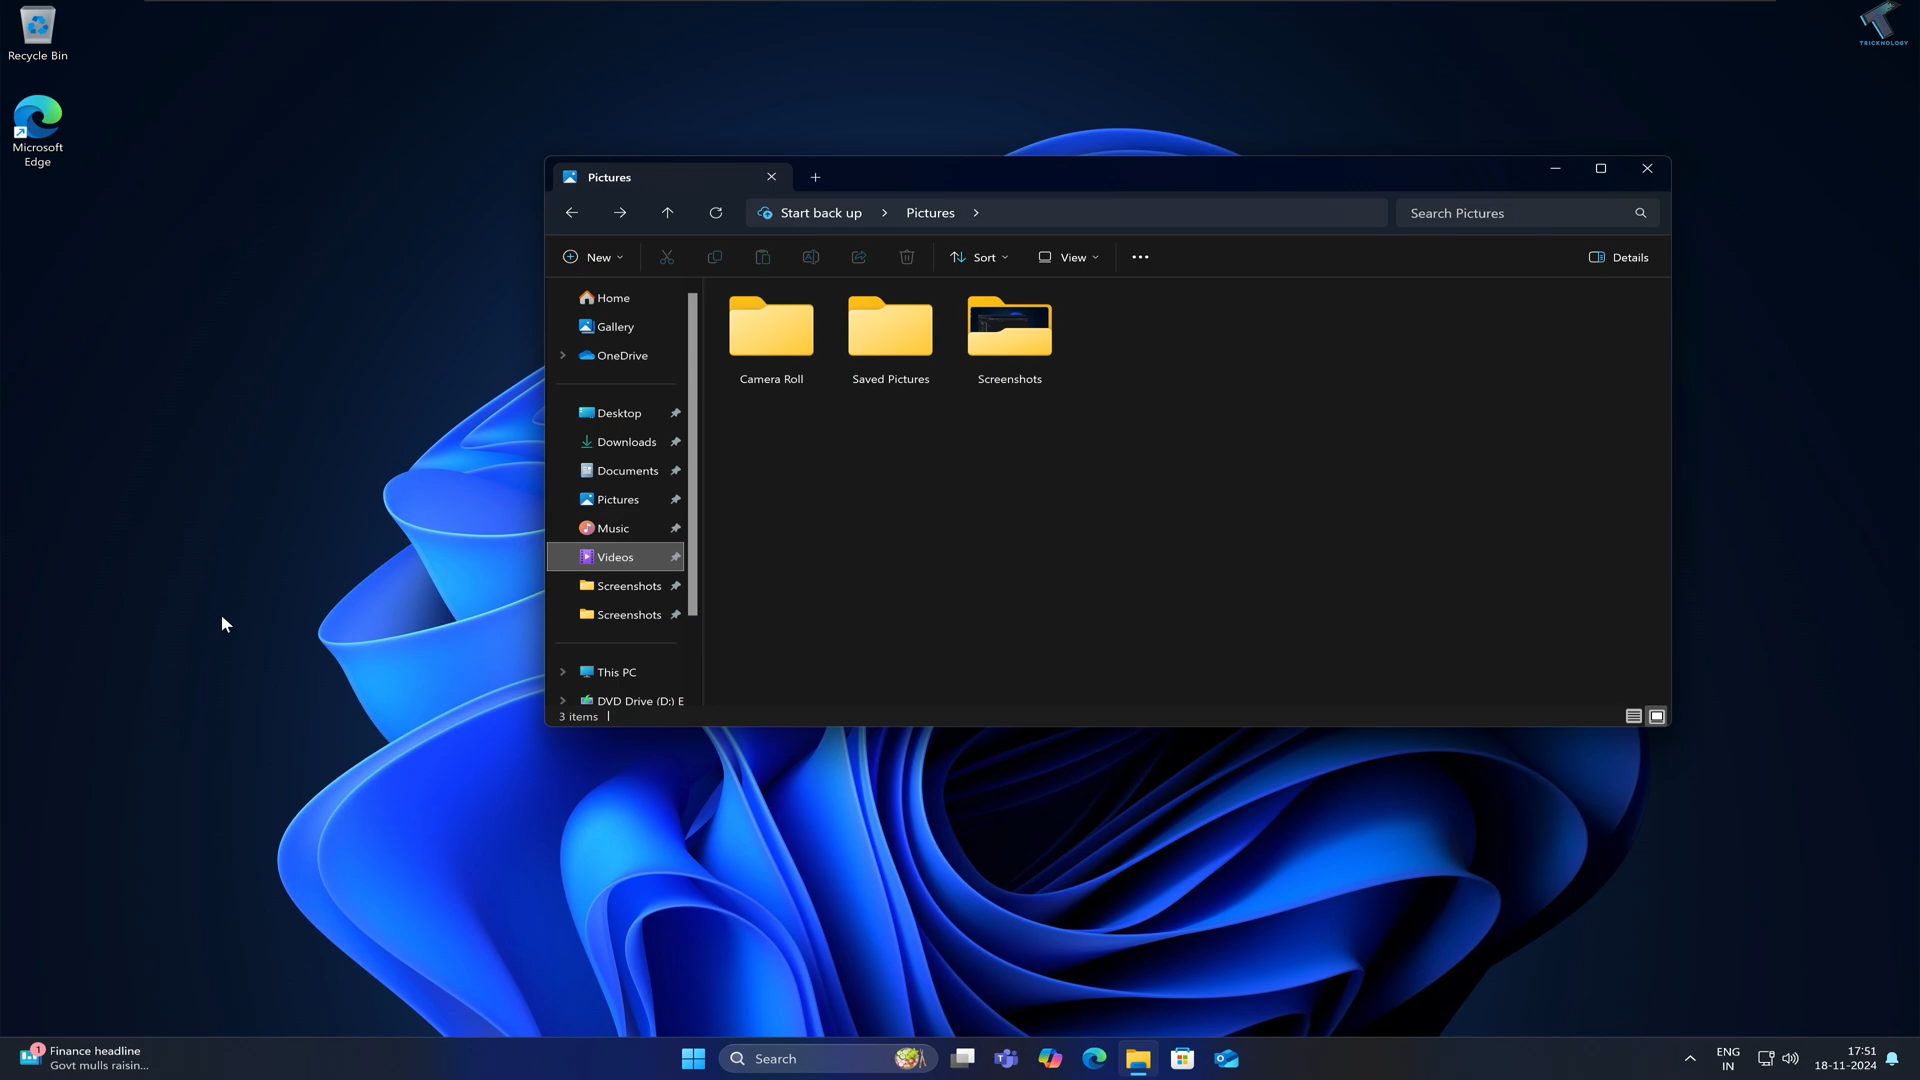 Recycle Bin
Microsoft
Edge
TRICKNOLOGY
Pictures
Start back up
Pictures
Search Pictures
New
Sort
View
Details
Home
Gallery
OneDrive
Desktop
Downloads
Documents
Pictures
Music
Videos
Screenshots
Screenshots
This PC
DVD Drive (D:) E
Camera Roll
Saved Pictures
Screenshots
3 items
1
Finance headline
Govt mulls raisin...
Search
ENG
IN
17:51
18-11-2024